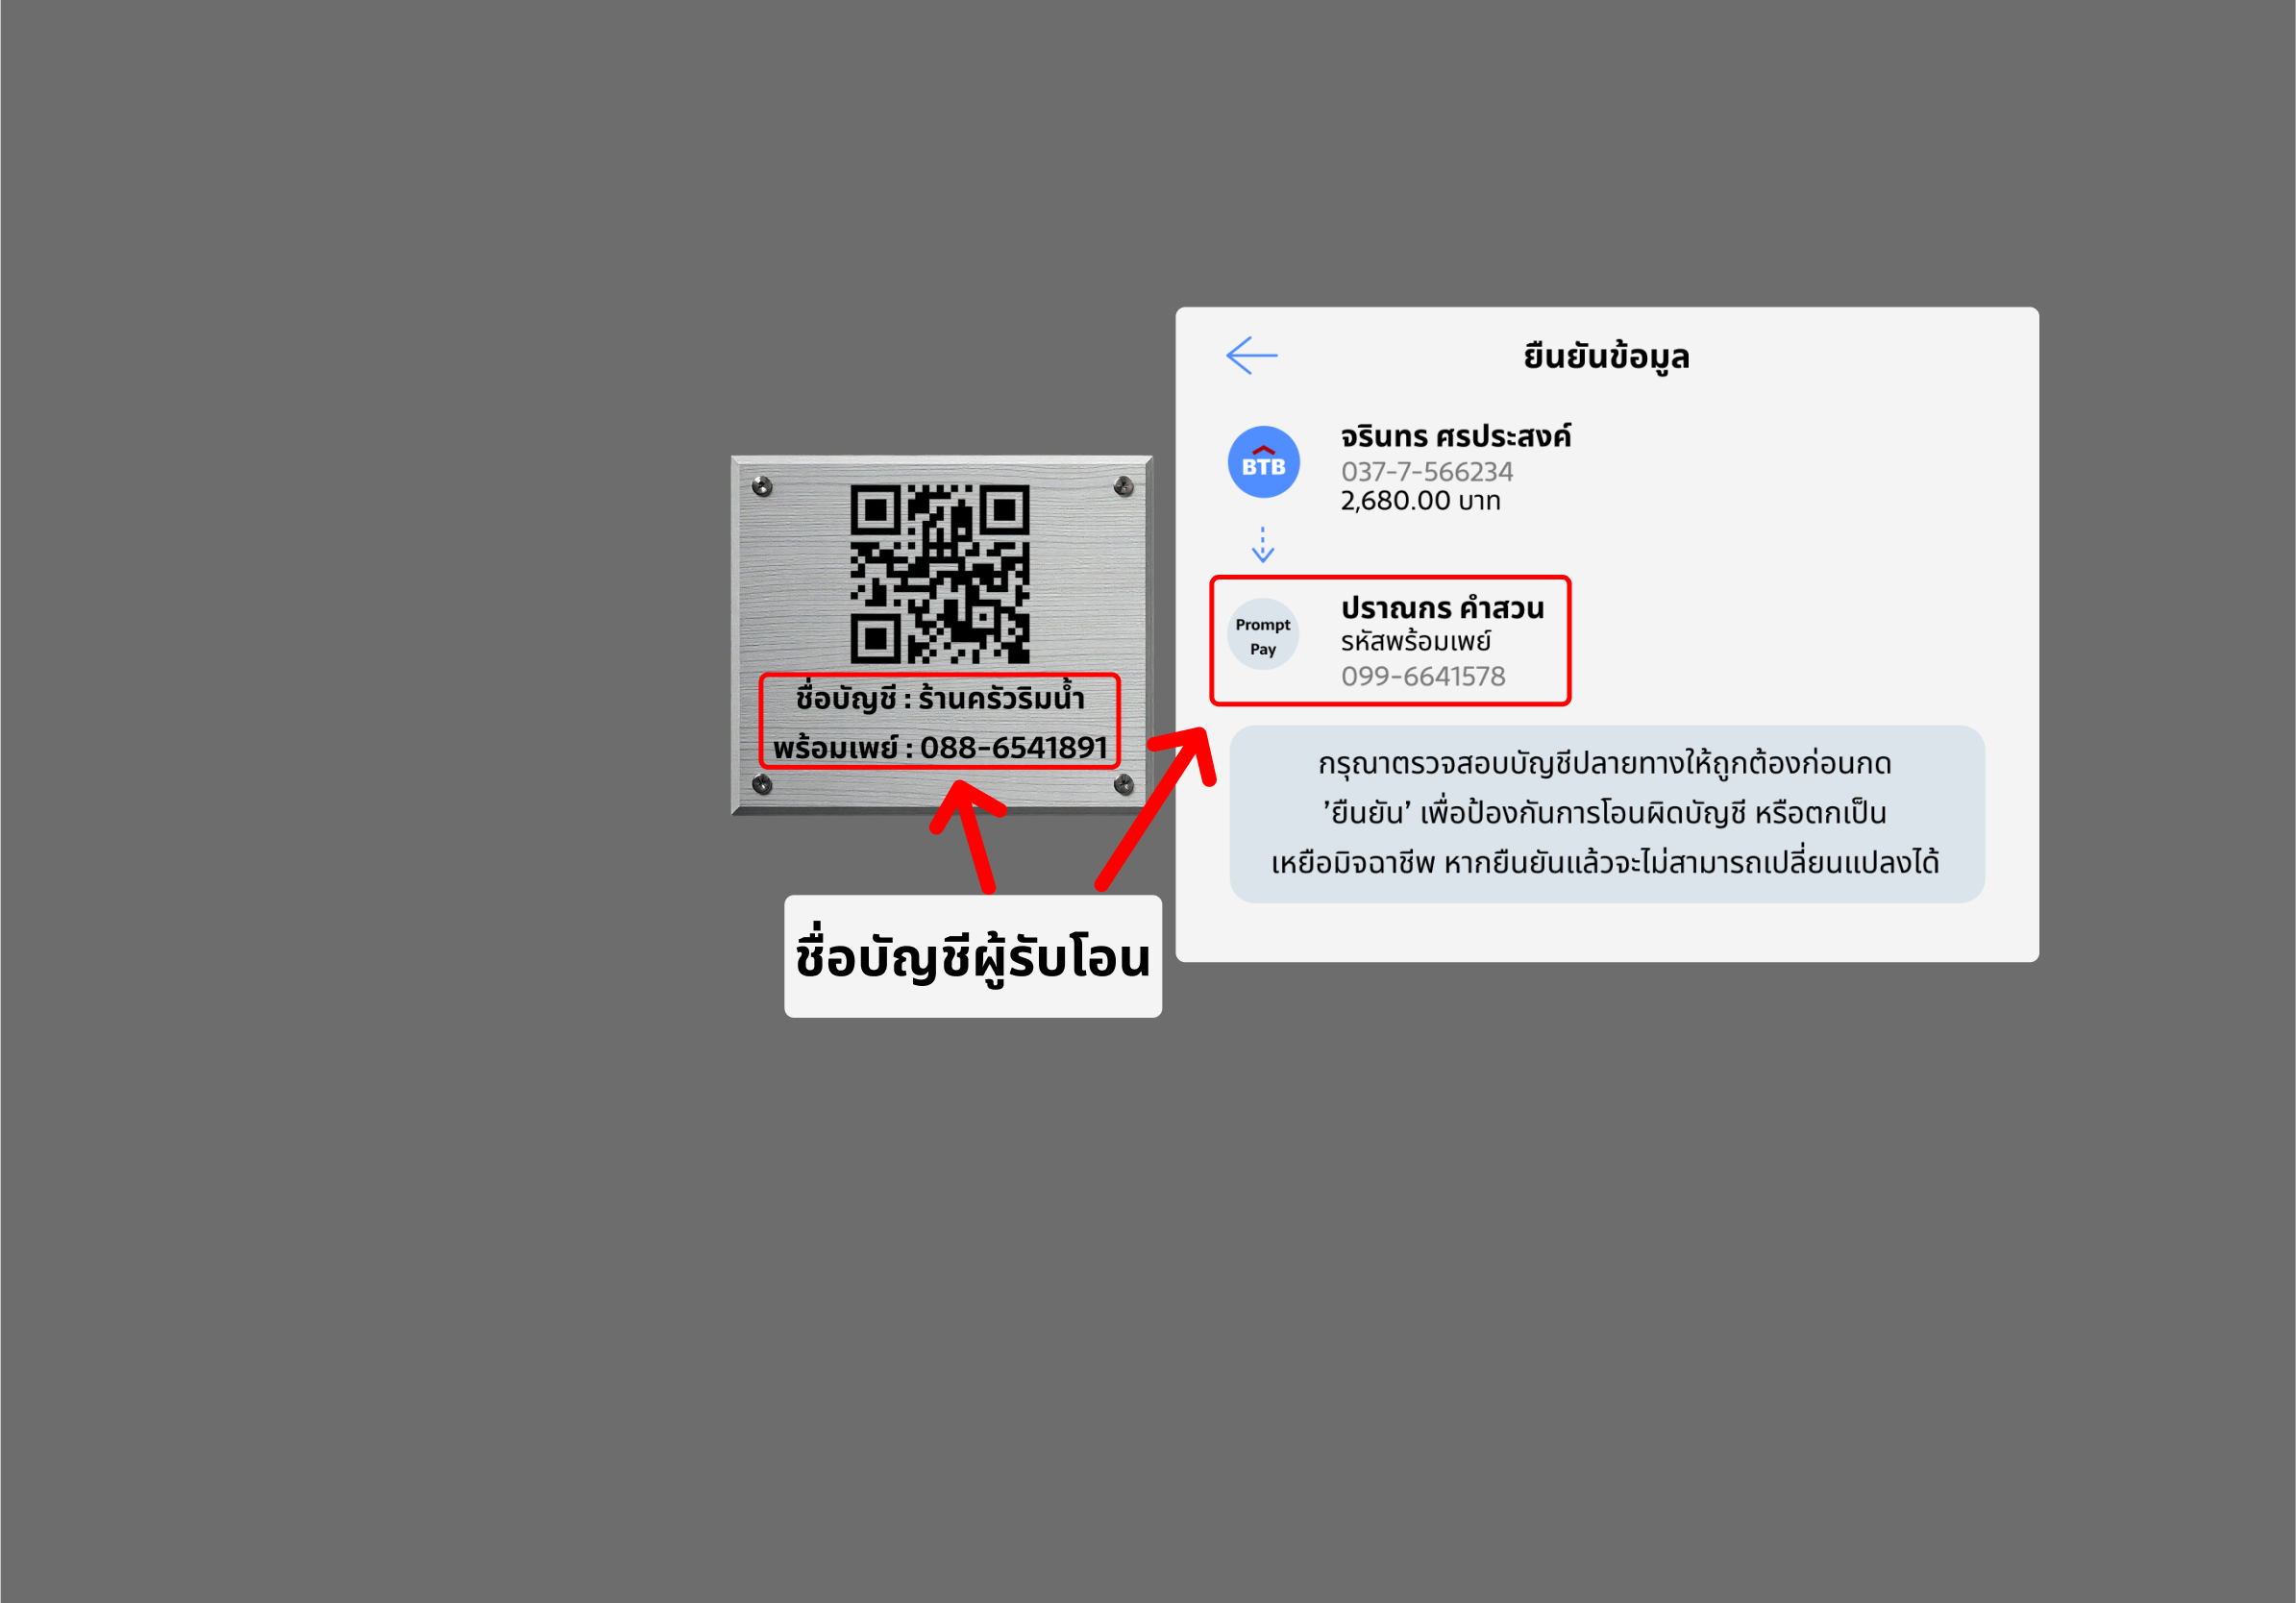 ยืนยันข้อมูล
จรินทร ศรประสงค์
BTB
037-7-566234
2,680.00 บาท
ปราณกร คำสวน
Prompt
Pay
รหัสพร้อมเพย์
099-6641578
กรุณาตรวจสอบบัญชีปลายทางให้ถูกต้องก่อนกด
’ยืนยัน’ เพื่อป้องกันการโอนผิดบัญชี หรือตกเป็น
เหยือมิจฉาชีพ หากยืนยันแล้วจะไม่สามารถเปลี่ยนแปลงได้
ชื่อบัญชี : ร้านครัวริมน้ำ
พร้อมเพย์ : 088-6541891
ชื่อบัญชีผู้รับโอน